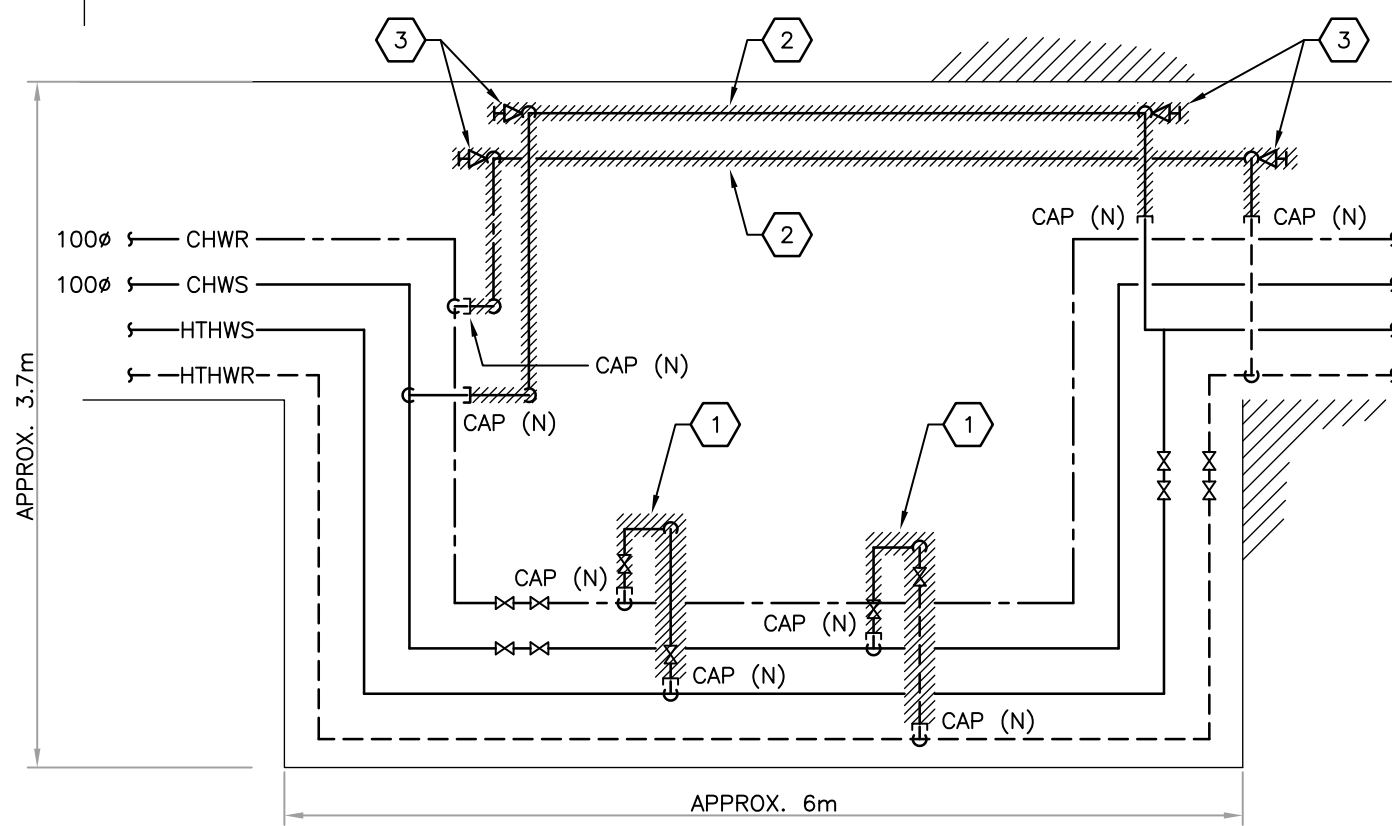 3
2
3
2
CAP (N)
CAP (N)
100ø
CHWR
100ø
CHWS
HTHWS
HTHWR
CAP (N)
CAP (N)
1
1
APPROX. 3.7m
CAP (N)
CAP (N)
CAP (N)
CAP (N)
APPROX. 6m